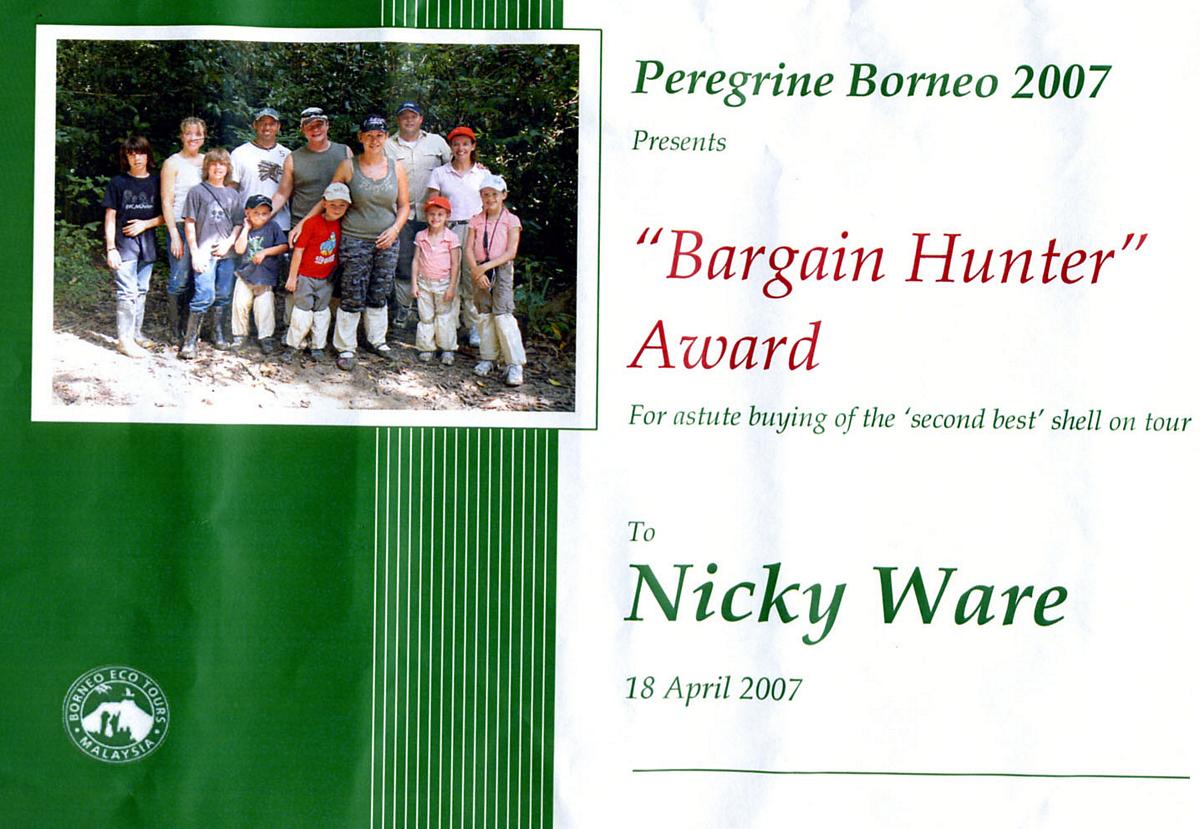 Peregrine Borneo 2007
Presents
“Bargain Hunter”
Award
For astute buying of the ‘second best’ shell on tour
To
Nicky Ware
18 April 2007
BORNEO ECO TOURS
MALAYSIA